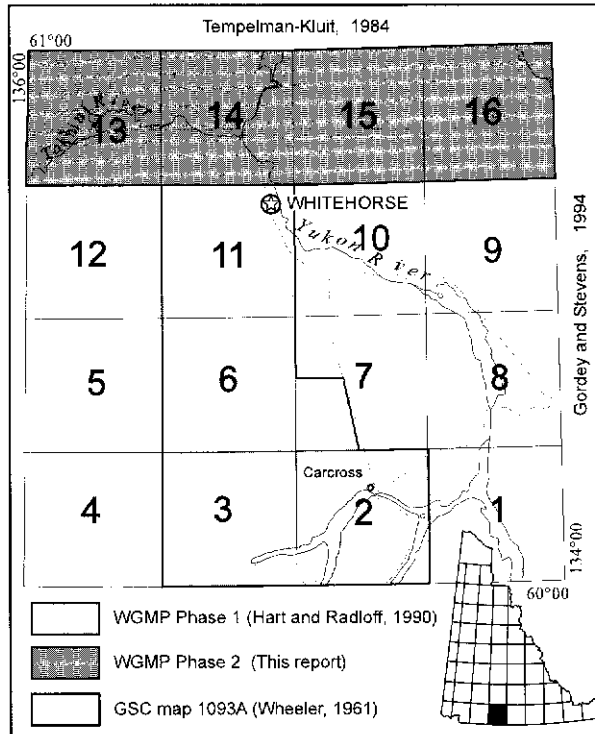 Tempelman-Kluit, 1984
61°00
136°00
Takhini River
13
14
15
16
WHITEHORSE
Yukon River
12
11
10
9
Gordey and Stevens, 1994
5
6
7
8
Carcross
4
3
2
1
134°00
60°00
WGMP Phase 1 (Hart and Radloff, 1990)
WGMP Phase 2 (This report)
GSC map 1093A (Wheeler, 1961)